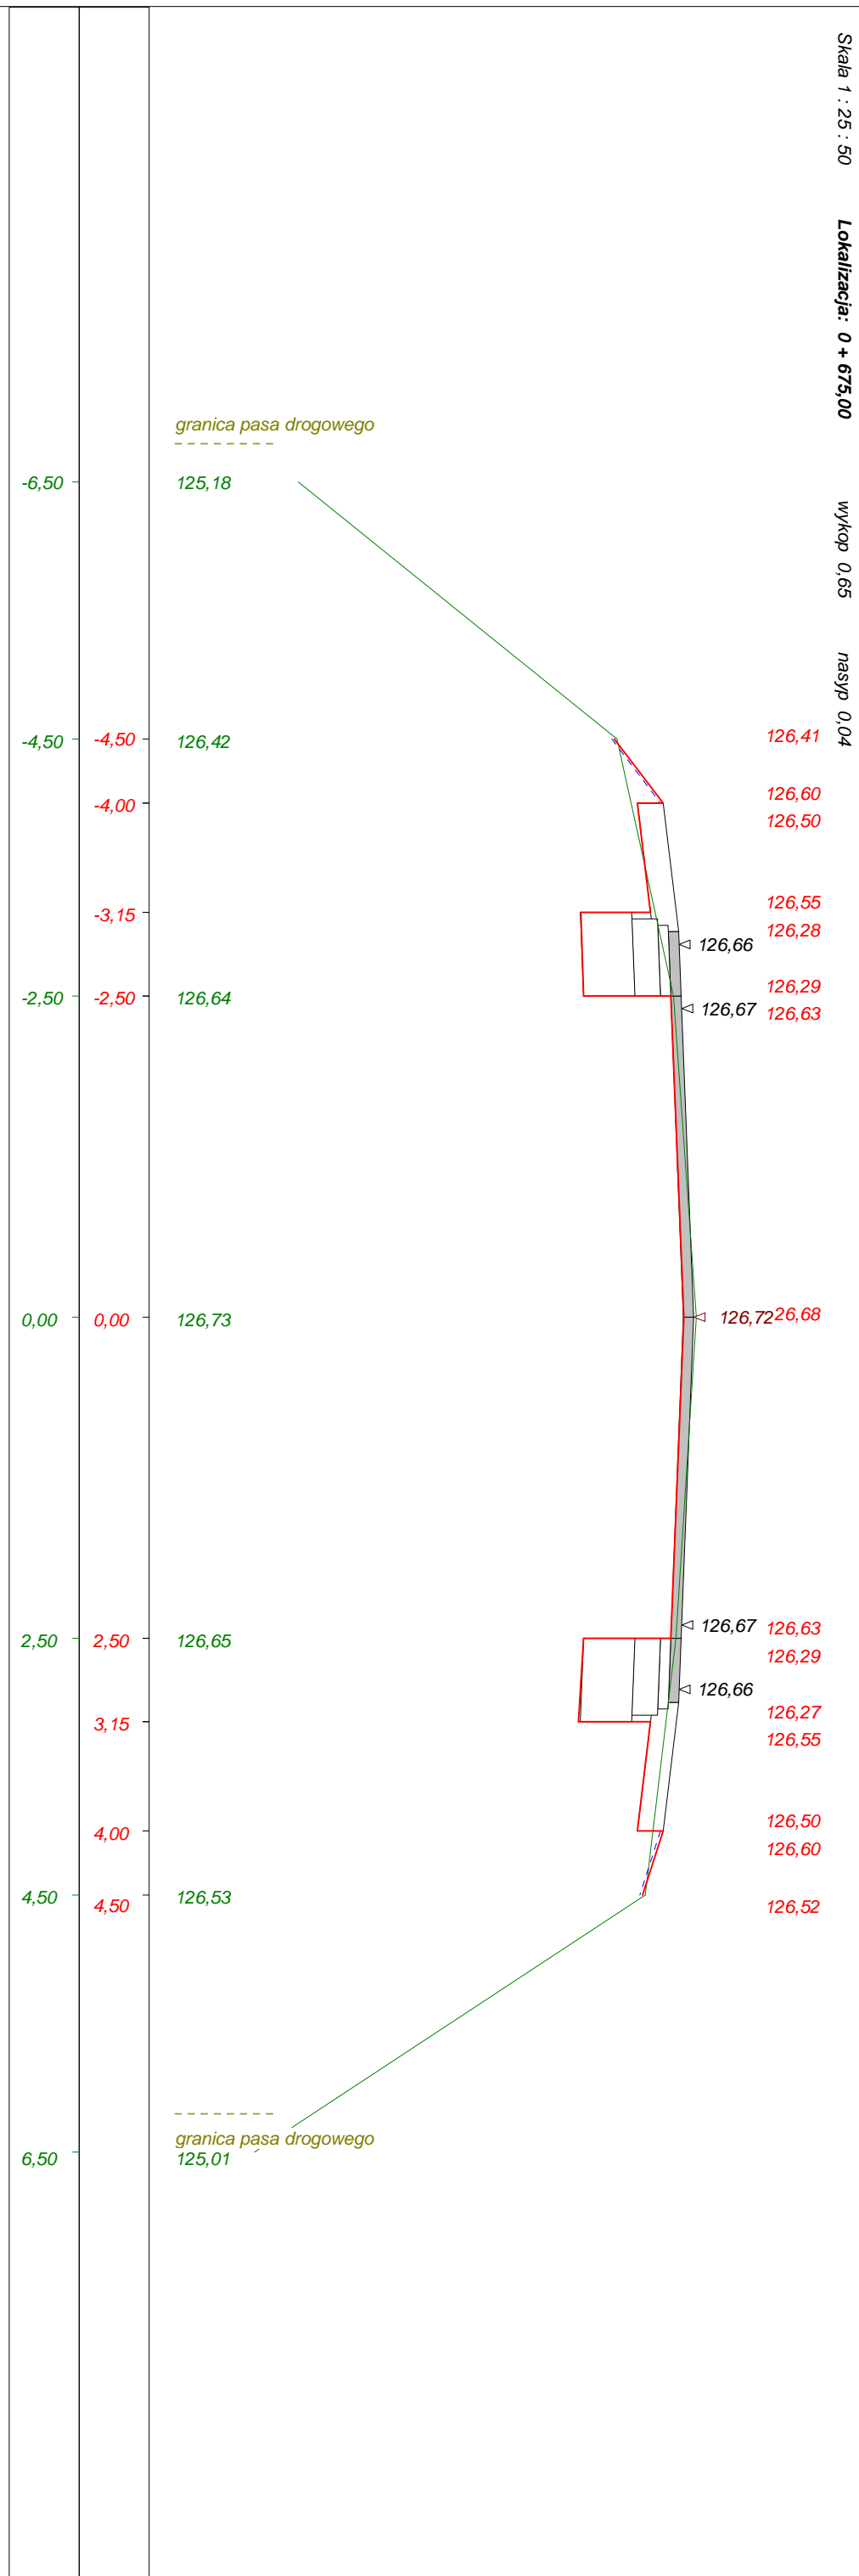 Skala 1 : 25 : 50 Lokalizacja: 0 + 675,00 wykop 0,65 nasyp 0,04
granica pasa drogowego
-6,50 125,18
-4,50 -4,50 126,42 126,41
-4,00 126,60
126,50
-3,15 126,55
126,28
126,66
-2,50 -2,50 126,64 126,29
126,67 126,63
0,00 0,00 126,73 126,72 26,68
2,50 2,50 126,65 126,67 126,63
126,29
126,66
3,15 126,27
126,55
4,00 126,50
126,60
4,50 4,50 126,53 126,52
granica pasa drogowego
6,50 125,01